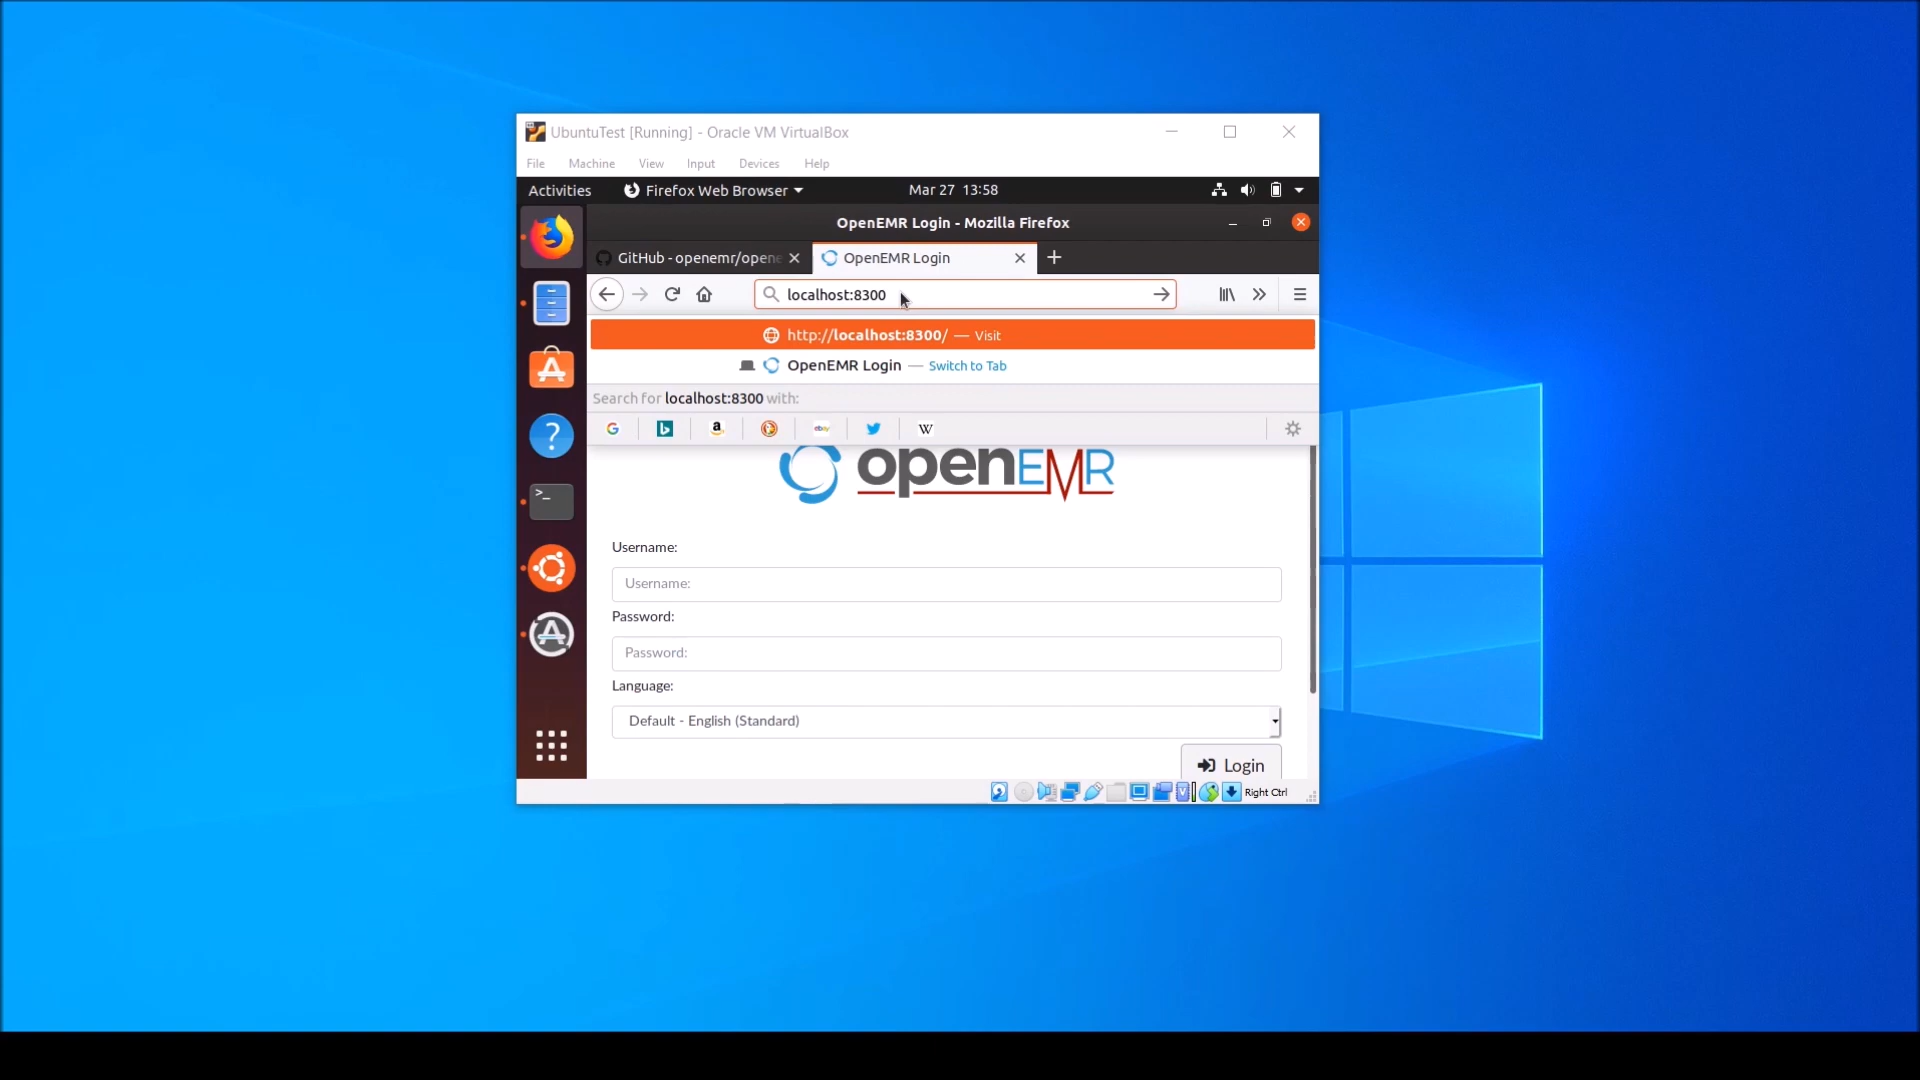 UbuntuTest [Running] - Oracle VM VirtualBox
File Machine View Input Devices Help
Activities Firefox Web Browser Mar 27 13:58
OpenEMR Login - Mozilla Firefox
GitHub - openemr/opene OpenEMR Login
localhost:8300
http://localhost:8300/ — Visit
OpenEMR Login — Switch to Tab
Search for localhost:8300 with:
openEMR
Username:
Username:
Password:
Password:
Language:
Default - English (Standard)
Login
Right Ctrl